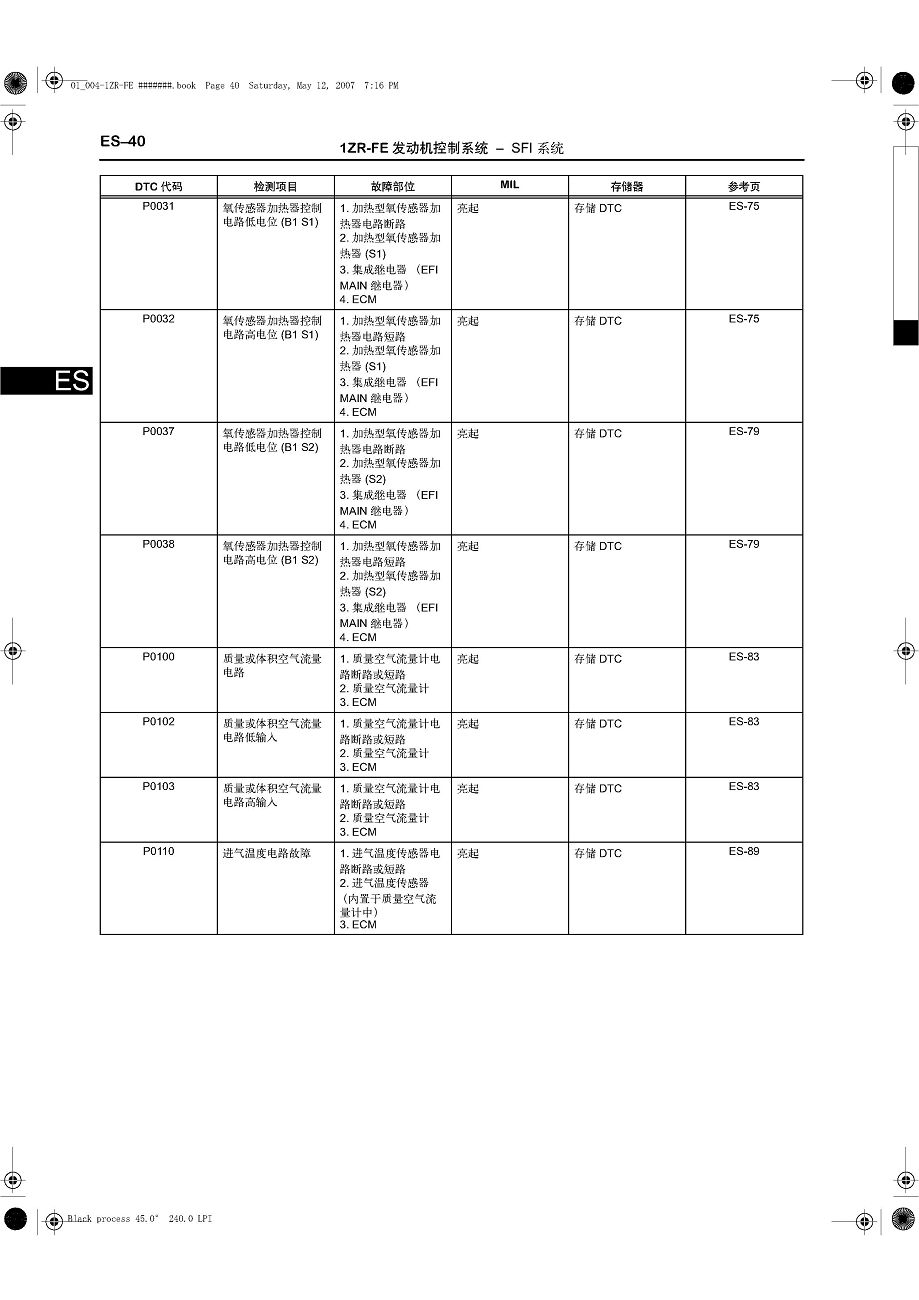 01_004-1ZR-FE #######.book Page 40 Saturday, May 12, 2007 7:16 PM
ES–40
1ZR-FE 发动机控制系统 – SFI 系统
DTC 代码 检测项目 故障部位 MIL 存储器 参考页
P0031 氧传感器加热器控制 1. 加热型氧传感器加 亮起 存储 DTC ES-75
电路低电位 (B1 S1) 热器电路断路
2. 加热型氧传感器加
热器 (S1)
3. 集成继电器 （EFI
MAIN 继电器）
4. ECM
P0032 氧传感器加热器控制 1. 加热型氧传感器加 亮起 存储 DTC ES-75
电路高电位 (B1 S1) 热器电路短路
2. 加热型氧传感器加
热器 (S1)
3. 集成继电器 （EFI
MAIN 继电器）
4. ECM
ES
P0037 氧传感器加热器控制 1. 加热型氧传感器加 亮起 存储 DTC ES-79
电路低电位 (B1 S2) 热器电路断路
2. 加热型氧传感器加
热器 (S2)
3. 集成继电器 （EFI
MAIN 继电器）
4. ECM
P0038 氧传感器加热器控制 1. 加热型氧传感器加 亮起 存储 DTC ES-79
电路高电位 (B1 S2) 热器电路短路
2. 加热型氧传感器加
热器 (S2)
3. 集成继电器 （EFI
MAIN 继电器）
4. ECM
P0100 质量或体积空气流量 1. 质量空气流量计电 亮起 存储 DTC ES-83
电路 路断路或短路
2. 质量空气流量计
3. ECM
P0102 质量或体积空气流量 1. 质量空气流量计电 亮起 存储 DTC ES-83
电路低输入 路断路或短路
2. 质量空气流量计
3. ECM
P0103 质量或体积空气流量 1. 质量空气流量计电 亮起 存储 DTC ES-83
电路高输入 路断路或短路
2. 质量空气流量计
3. ECM
P0110 进气温度电路故障 1. 进气温度传感器电 亮起 存储 DTC ES-89
路断路或短路
2. 进气温度传感器
（内置于质量空气流
量计中）
3. ECM
Black process 45.0° 240.0 LPI